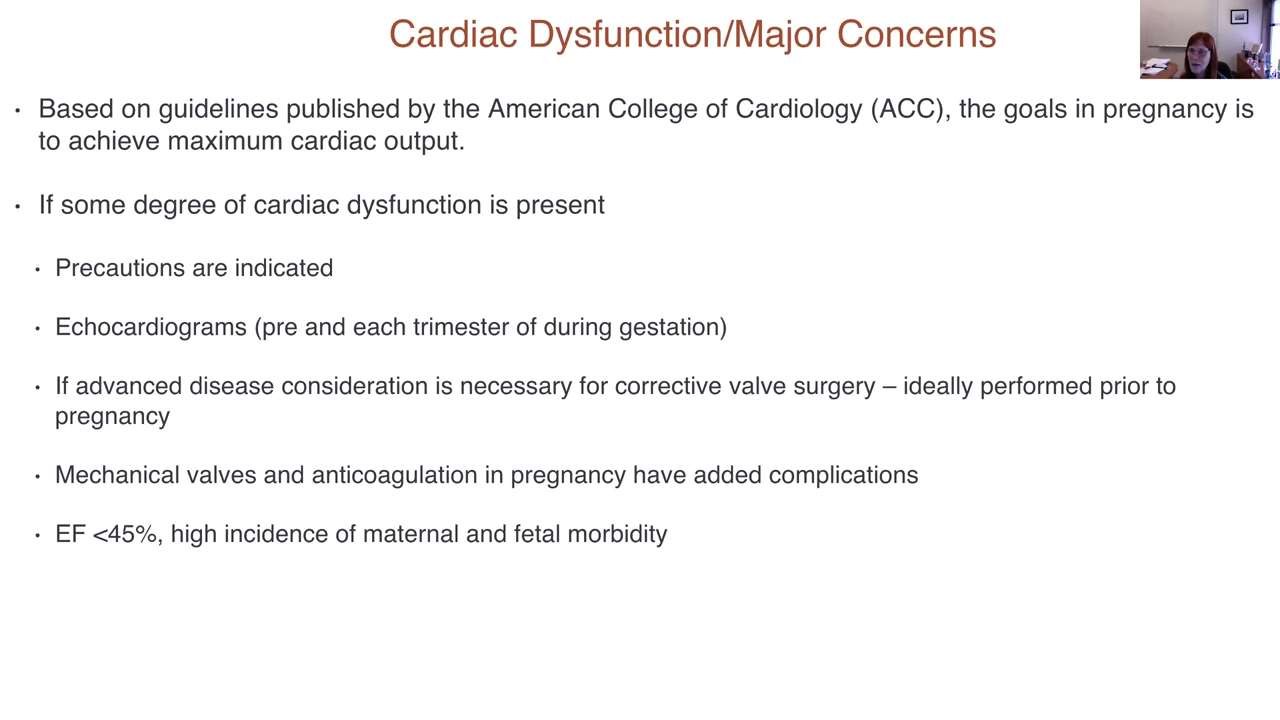 Cardiac Dysfunction/Major Concerns
• Based on guidelines published by the American College of Cardiology (ACC), the goals in pregnancy is
to achieve maximum cardiac output.
• If some degree of cardiac dysfunction is present
• Precautions are indicated
• Echocardiograms (pre and each trimester of during gestation)
• If advanced disease consideration is necessary for corrective valve surgery – ideally performed prior to
pregnancy
• Mechanical valves and anticoagulation in pregnancy have added complications
• EF <45%, high incidence of maternal and fetal morbidity